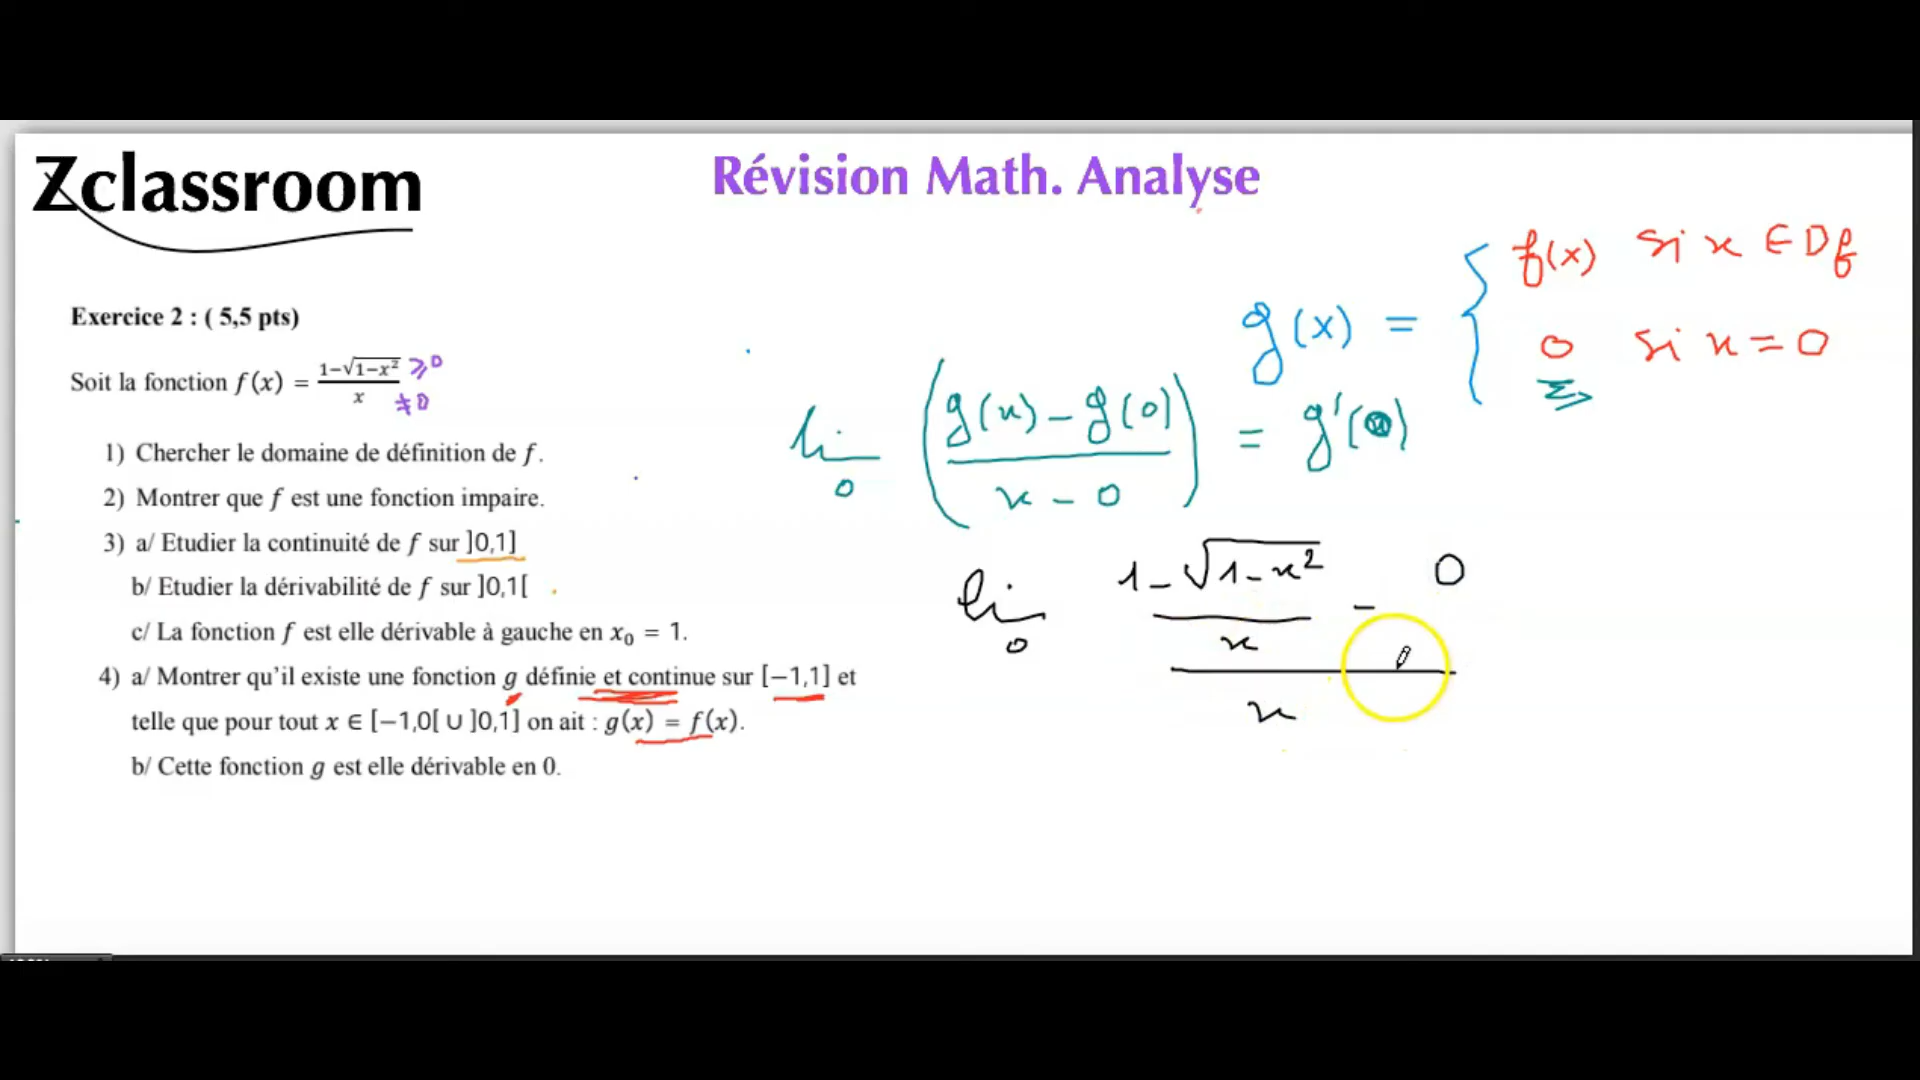 Zclassroom
Révision Math. Analyse
Exercice 2 : ( 5,5 pts)
Soit la fonction f(x) = (1−√(1−x²))/x ≥0 ≠0
1) Chercher le domaine de définition de f.
2) Montrer que f est une fonction impaire.
3) a/ Etudier la continuité de f sur ]0,1]
b/ Etudier la dérivabilité de f sur ]0,1[
c/ La fonction f est elle dérivable à gauche en x₀ = 1.
4) a/ Montrer qu'il existe une fonction g définie et continue sur [−1,1] et
telle que pour tout x ∈ [−1,0[ ∪ ]0,1] on ait : g(x) = f(x).
b/ Cette fonction g est elle dérivable en 0.
g(x) = { f(x) si x ∈ Df
0 si x = 0
lim 0 ( (g(x) − g(0)) / (x − 0) ) = g'(0)
lim 0 ( (1−√(1−x²))/x − 0 ) / x